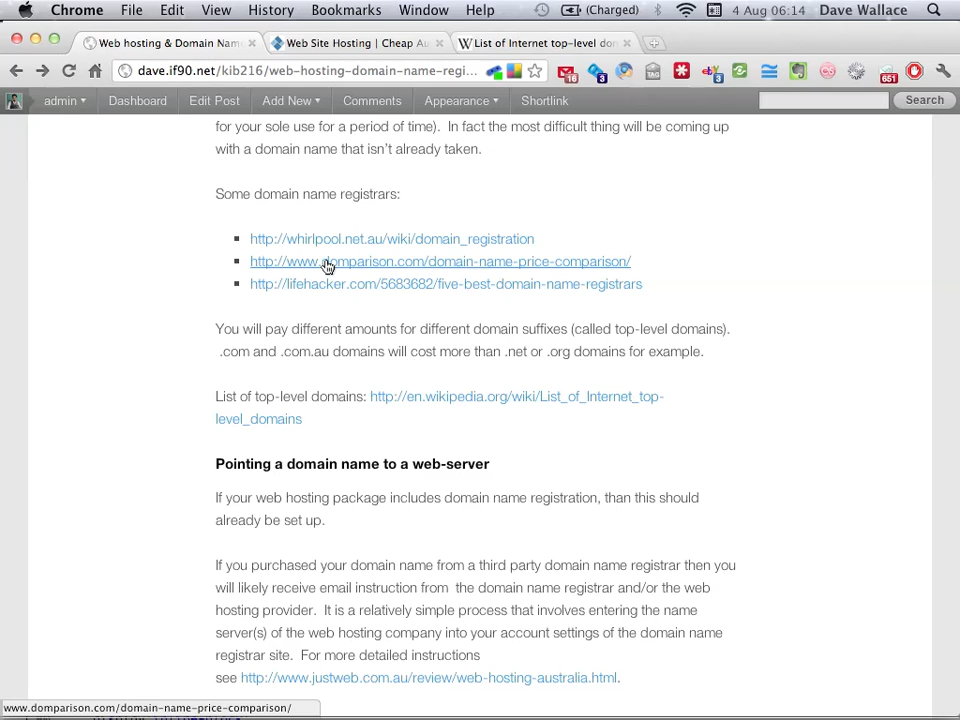 Chrome File Edit View History Bookmarks Window Help (Charged) 4 Aug 06:14 Dave Wallace
Web hosting & Domain Nam Web Site Hosting | Cheap Au List of Internet top-level dom
dave.if90.net/kib216/web-hosting-domain-name-regi...
16 3 3 651
admin Dashboard Edit Post Add New Comments Appearance Shortlink Search
for your sole use for a period of time). In fact the most difficult thing will be coming up
with a domain name that isn't already taken.
Some domain name registrars:
http://whirlpool.net.au/wiki/domain_registration
http://www.domparison.com/domain-name-price-comparison/
http://lifehacker.com/5683682/five-best-domain-name-registrars
You will pay different amounts for different domain suffixes (called top-level domains).
.com and .com.au domains will cost more than .net or .org domains for example.
List of top-level domains: http://en.wikipedia.org/wiki/List_of_Internet_top-
level_domains
Pointing a domain name to a web-server
If your web hosting package includes domain name registration, than this should
already be set up.
If you purchased your domain name from a third party domain name registrar then you
will likely receive email instruction from the domain name registrar and/or the web
hosting provider. It is a relatively simple process that involves entering the name
server(s) of the web hosting company into your account settings of the domain name
registrar site. For more detailed instructions
see http://www.justweb.com.au/review/web-hosting-australia.html.
www.domparison.com/domain-name-price-comparison/